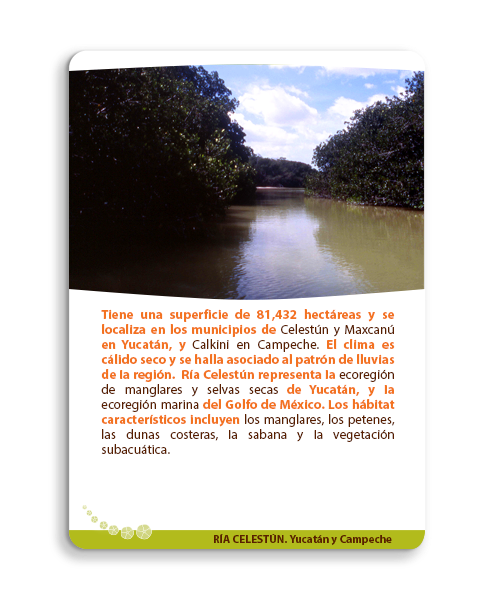 Tiene una superficie de 81,432 hectáreas y se
localiza en los municipios de Celestún y Maxcanú
en Yucatán, y Calkini en Campeche. El clima es
cálido seco y se halla asociado al patrón de lluvias
de la región. Ría Celestún representa la ecoregión
de manglares y selvas secas de Yucatán, y la
ecoregión marina del Golfo de México. Los hábitat
característicos incluyen los manglares, los petenes,
las dunas costeras, la sabana y la vegetación
subacuática.
RÍA CELESTÚN. Yucatán y Campeche